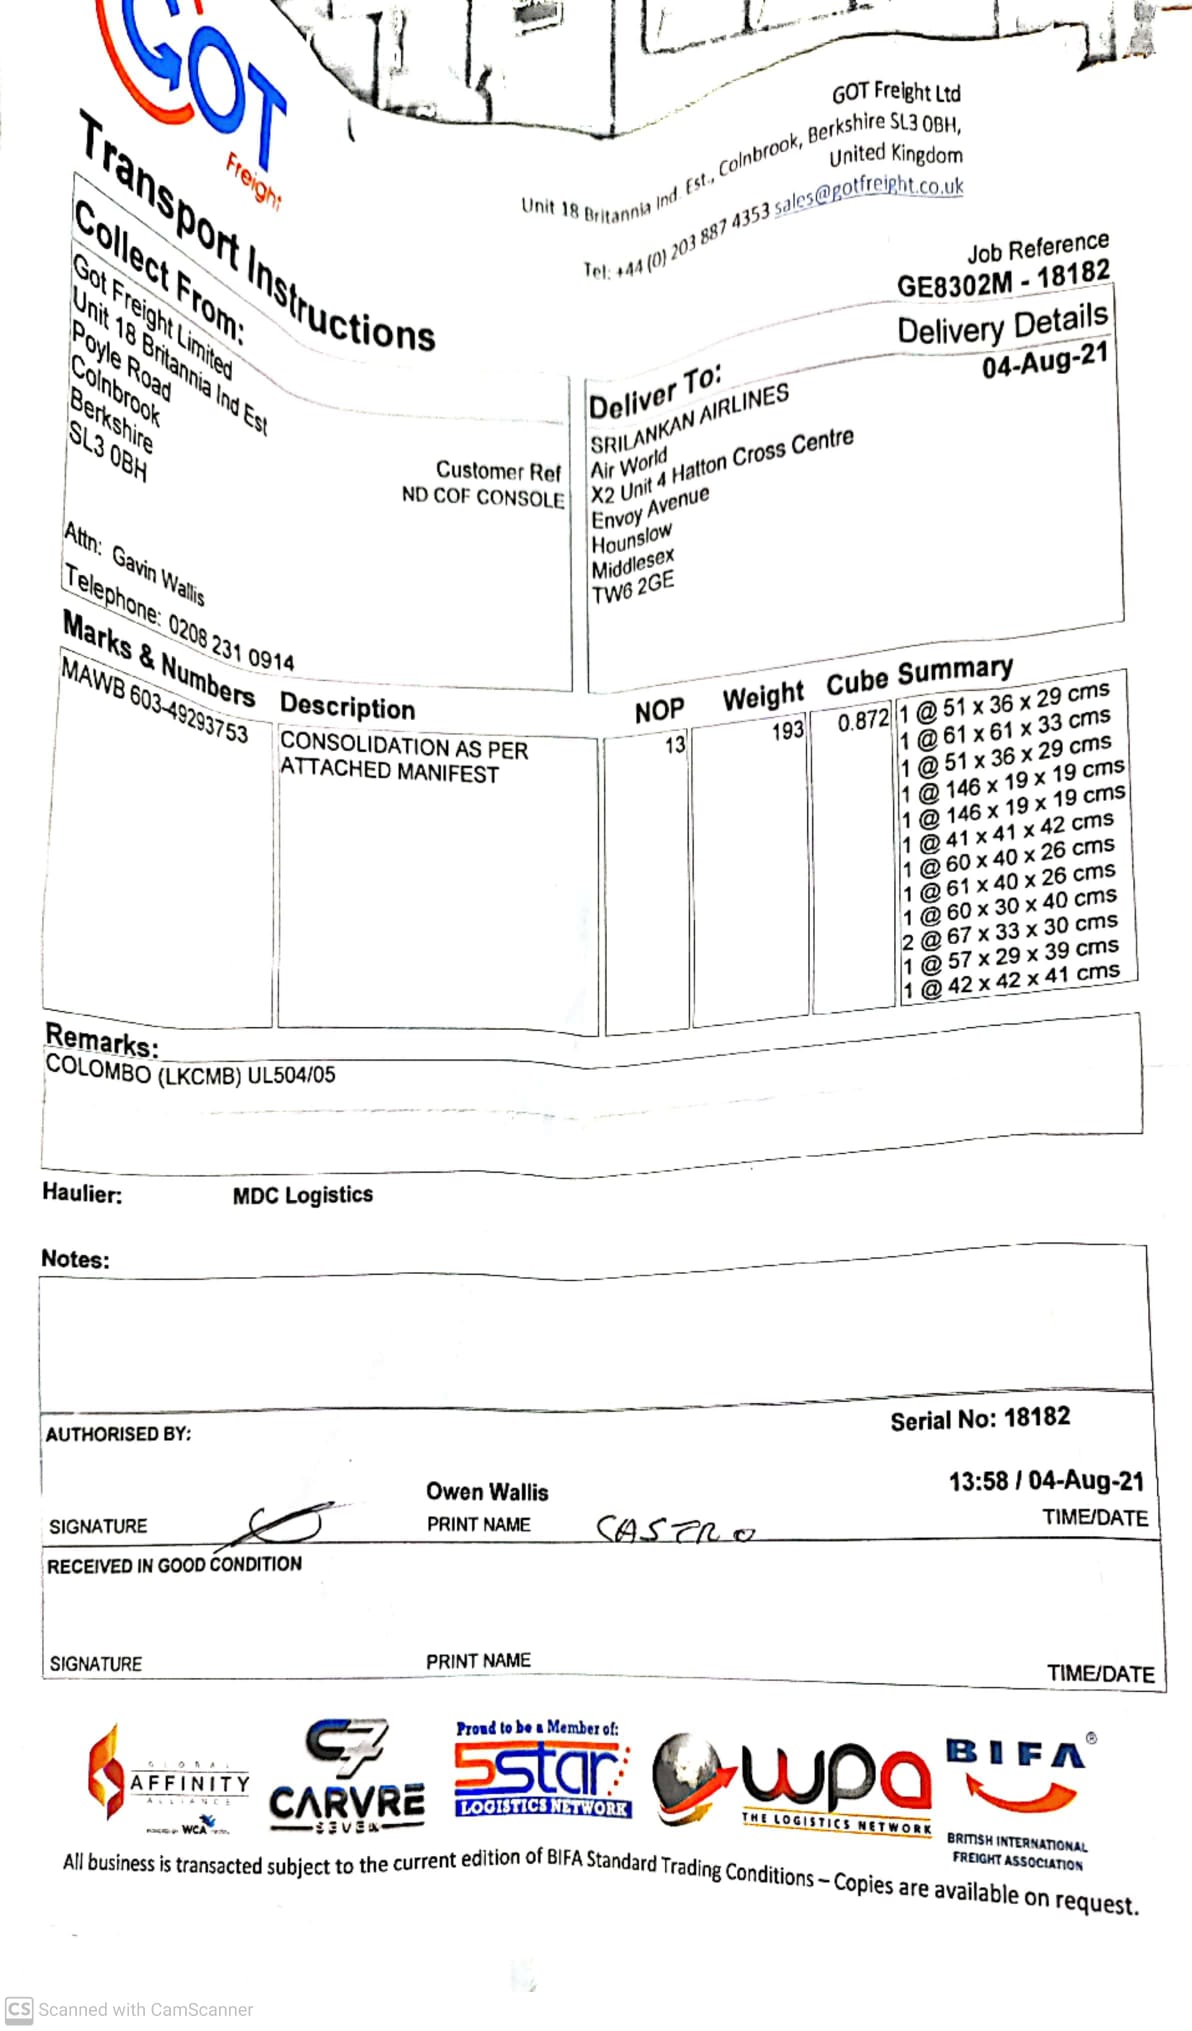 GOT
Freight
GOT Freight Ltd
Unit 18 Britannia Ind. Est., Colnbrook, Berkshire SL3 0BH,
United Kingdom
Tel: +44 (0) 203 887 4353 sales@gotfreight.co.uk
Transport Instructions
Job Reference
GE8302M - 18182
Collect From:
Got Freight Limited
Unit 18 Britannia Ind Est
Poyle Road
Colnbrook
Berkshire
SL3 0BH
Customer Ref
ND COF CONSOLE
Attn: Gavin Wallis
Telephone: 0208 231 0914
Delivery Details
04-Aug-21
Deliver To:
SRILANKAN AIRLINES
Air World
X2 Unit 4 Hatton Cross Centre
Envoy Avenue
Hounslow
Middlesex
TW6 2GE
Marks & Numbers Description NOP Weight Cube Summary
MAWB 603-49293753
CONSOLIDATION AS PER
ATTACHED MANIFEST
13 193 0.872
1 @ 51 x 36 x 29 cms
1 @ 61 x 61 x 33 cms
1 @ 51 x 36 x 29 cms
1 @ 146 x 19 x 19 cms
1 @ 146 x 19 x 19 cms
1 @ 41 x 41 x 42 cms
1 @ 60 x 40 x 26 cms
1 @ 61 x 40 x 26 cms
1 @ 60 x 30 x 40 cms
2 @ 67 x 33 x 30 cms
1 @ 57 x 29 x 39 cms
1 @ 42 x 42 x 41 cms
Remarks:
COLOMBO (LKCMB) UL504/05
Haulier: MDC Logistics
Notes:
AUTHORISED BY:
Serial No: 18182
Owen Wallis
13:58 / 04-Aug-21
SIGNATURE PRINT NAME CASTRO TIME/DATE
RECEIVED IN GOOD CONDITION
SIGNATURE PRINT NAME TIME/DATE
GLOBAL
AFFINITY
ALLIANCE
WCA
C7
CARVRE
SEVEN
Proud to be a Member of:
5star
LOGISTICS NETWORK
wpa
THE LOGISTICS NETWORK
BIFA®
BRITISH INTERNATIONAL
FREIGHT ASSOCIATION
All business is transacted subject to the current edition of BIFA Standard Trading Conditions – Copies are available on request.
CS Scanned with CamScanner